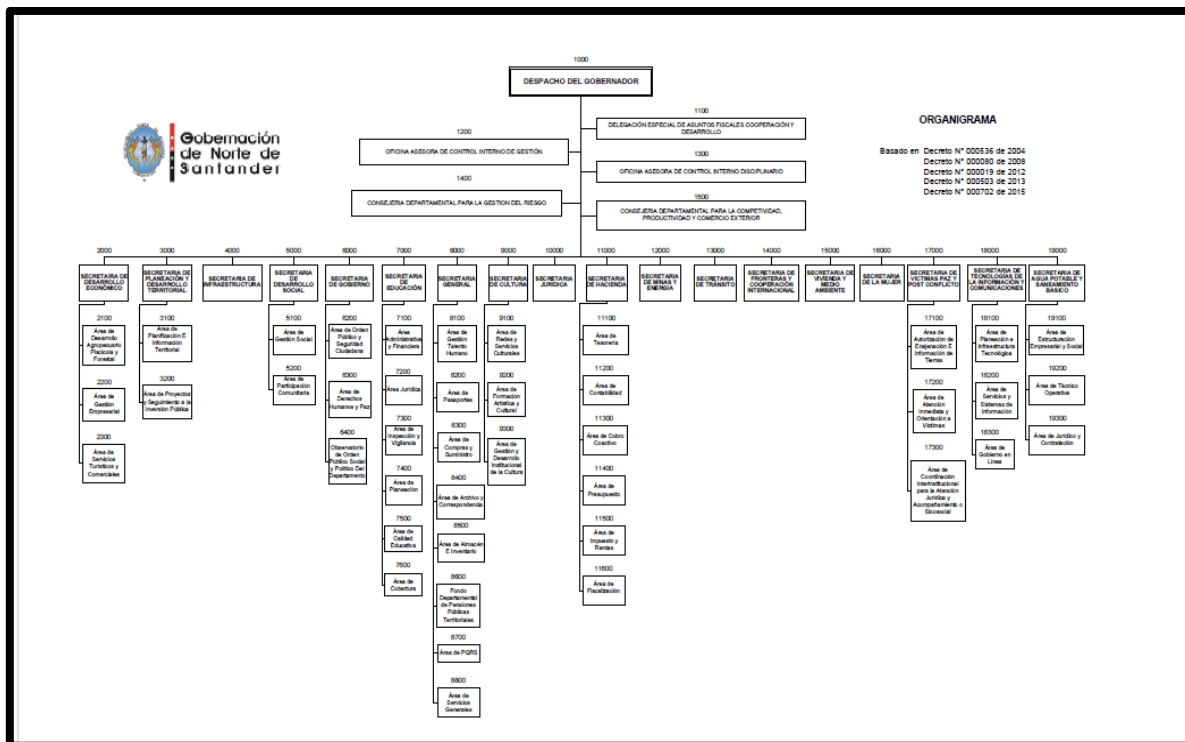 1000
DESPACHO DEL GOBERNADOR
Gobernación
de Norte de
Santander
ORGANIGRAMA
Basado en Decreto N° 000536 de 2004
Decreto N° 000080 de 2008
Decreto N° 000019 de 2012
Decreto N° 000503 de 2013
Decreto N° 000702 de 2015
1100
DELEGACIÓN ESPECIAL DE ASUNTOS FISCALES COOPERACIÓN Y
DESARROLLO
1200
OFICINA ASESORA DE CONTROL INTERNO DE GESTIÓN
1300
OFICINA ASESORA DE CONTROL INTERNO DISCIPLINARIO
1400
CONSEJERIA DEPARTAMENTAL PARA LA GESTION DEL RIESGO
1500
CONSEJERIA DEPARTAMENTAL PARA LA COMPETIVIDAD,
PRODUCTIVIDAD Y COMERCIO EXTERIOR
2000
SECRETAIRA DE
DESARROLLO
ECONÓMICO
2100
Área de
Desarrollo
Agropecuario
Piscicola y
Forestal
2200
Área de
Gestión
Empresarial
2300
Área de
Servicios
Turisticos y
Comerciales
3000
SECRETARIA DE
PLANEACIÓN Y
DESARROLLO
TERRITORIAL
3100
Área de
Planificación E
Información
Territorial
3200
Área de Proyectos
y Seguimiento a la
Inversión Pública
4000
SECRETARIA DE
INFRAESTRUCTURA
5000
SECRETARIA
DE
DESARROLLO
SOCIAL
5100
Área de
Gestión Social
5200
Área de
Participación
Comunitaria
6000
SECRETARIA
DE GOBIERNO
6200
Área de Orden
Público y
Seguridad
Ciudadana
6300
Área de
Derechos
Humanos y Paz
6400
Observatorio
de Orden
Público Social
y Politico Del
Departamento
7000
SECRETARIA
DE
EDUCACIÓN
7100
Área
Administrativa
y Financiera
7200
Área Jurídica
7300
Área de
Inspección y
Vigilancia
7400
Área de
Planeación
7500
Área de
Calidad
Educativa
7600
Área de
Cobertura
8000
SECRETARIA
GENERAL
8100
Área de
Gestión
Talento
Humano
8200
Área de
Pasaportes
8300
Área de
Compras y
Suministro
8400
Área de Archivo y
Correspondencia
8500
Área de Almacén
E Inventario
8600
Fondo
Departamental
de Pensiones
Públicas
Territoriales
8700
Área de PQRS
8800
Área de
Servicios
Generales
9000
SECRETARIA
DE CULTURA
9100
Área de
Redes y
Servicios
Culturales
9200
Área de
Formación
Artistica y
Cultural
9300
Área de
Gestión y
Desarrollo
Institucional
de la Cultura
10000
SECRETARIA
JURIDICA
11000
SECRETARIA
DE HACIENDA
11100
Área de
Tesoreria
11200
Área de
Contabilidad
11300
Área de Cobro
Coactivo
11400
Área de
Presupuesto
11500
Área de
Impuesto y
Rentas
11600
Área de
Fiscalización
12000
SECRETARIA
DE MINAS Y
ENERGIA
13000
SECRETARIA
DE TRÁNSITO
14000
SECRETARIA DE
FRONTERAS Y
COOPERACIÓN
INTERNACIONAL
15000
SECRETARIA DE
VIVIENDA Y
MEDIO
AMBIENTE
16000
SECRETARIA
DE LA MUJER
17000
SECRETARIA DE
VICTIMAS PAZ Y
POST CONFLICTO
17100
Área de
Autorización de
Enajenación E
Información de
Tierras
17200
Área de
Atención
Inmediata y
Orientación a
Victimas
17300
Área de
Coordinación
Interinstitucional
para la Atención
Jurídica y
Acompañamiento o
Sicosocial
18000
SECRETARIA DE
TECNOLOGÍAS DE
LA INFORMACIÓN Y
COMUNICACIONES
18100
Área de
Planeación e
Infraestructura
Tecnológica
18200
Área de
Servicios y
Sistemas de
Información
18300
Área de
Gobierno en
Línea
19000
SECRETARIA DE
AGUA POTABLE Y
SANEAMIENTO
BASICO
19100
Área de
Estructuración
Empresarial y Social
19200
Área de Técnico
Operativa
19300
Área de Jurídico y
Contratación